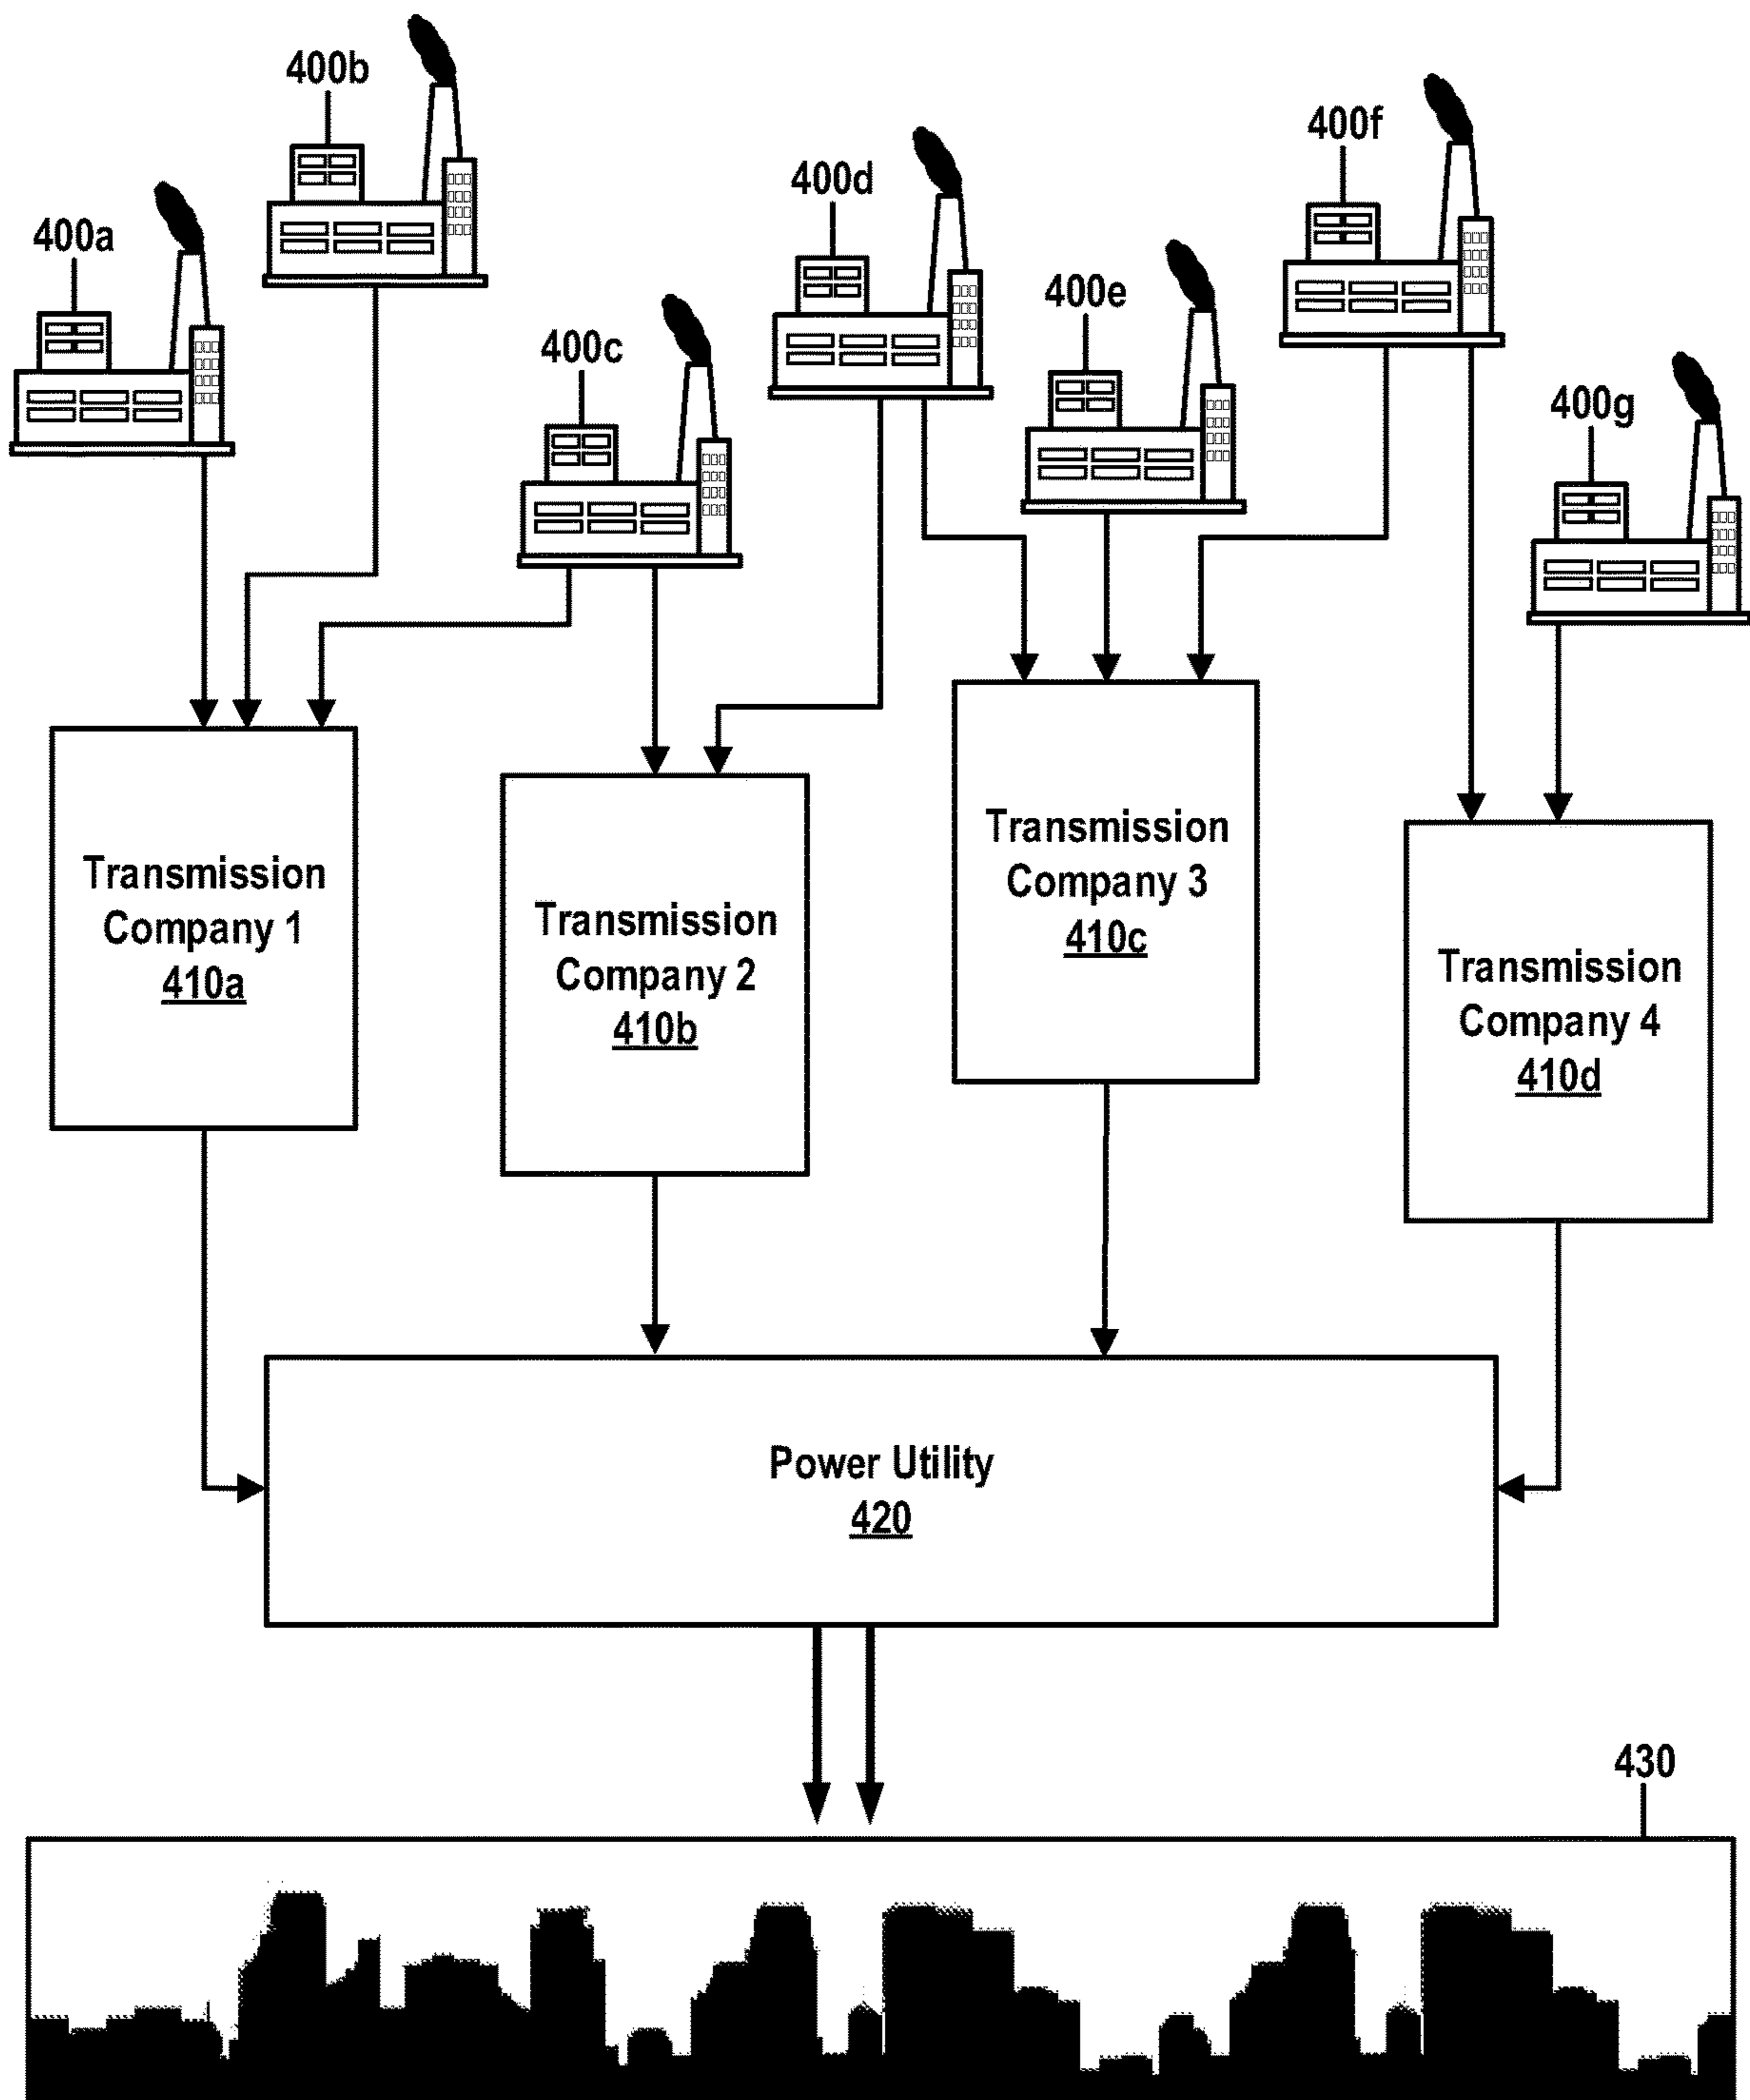 400b
400f
400d
400a
400e
400c
400g
Transmission
Company 1
410a
Transmission
Company 2
410b
Transmission
Company 3
410c
Transmission
Company 4
410d
Power Utility
420
430